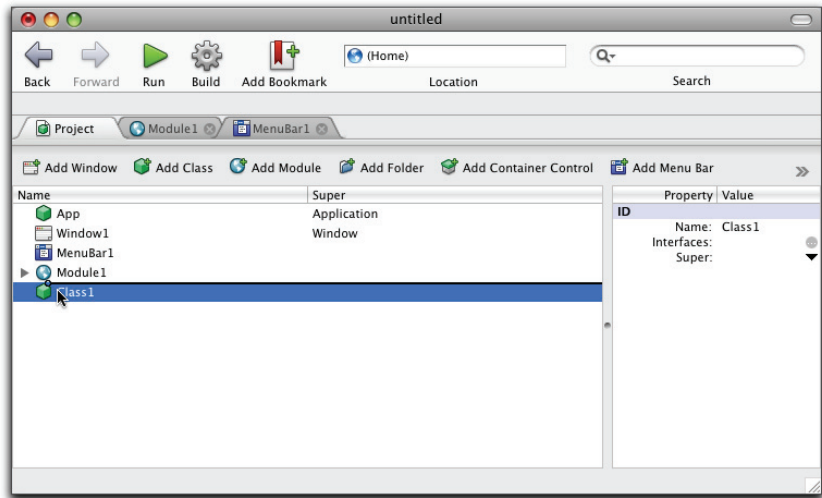 untitled
(Home)
Back Forward Run Build Add Bookmark Location Search
Project Module1 MenuBar1
Add Window Add Class Add Module Add Folder Add Container Control Add Menu Bar
Name Super Property Value
App Application ID
Window1 Window Name: Class1
MenuBar1 Interfaces:
Module1 Super:
Class1